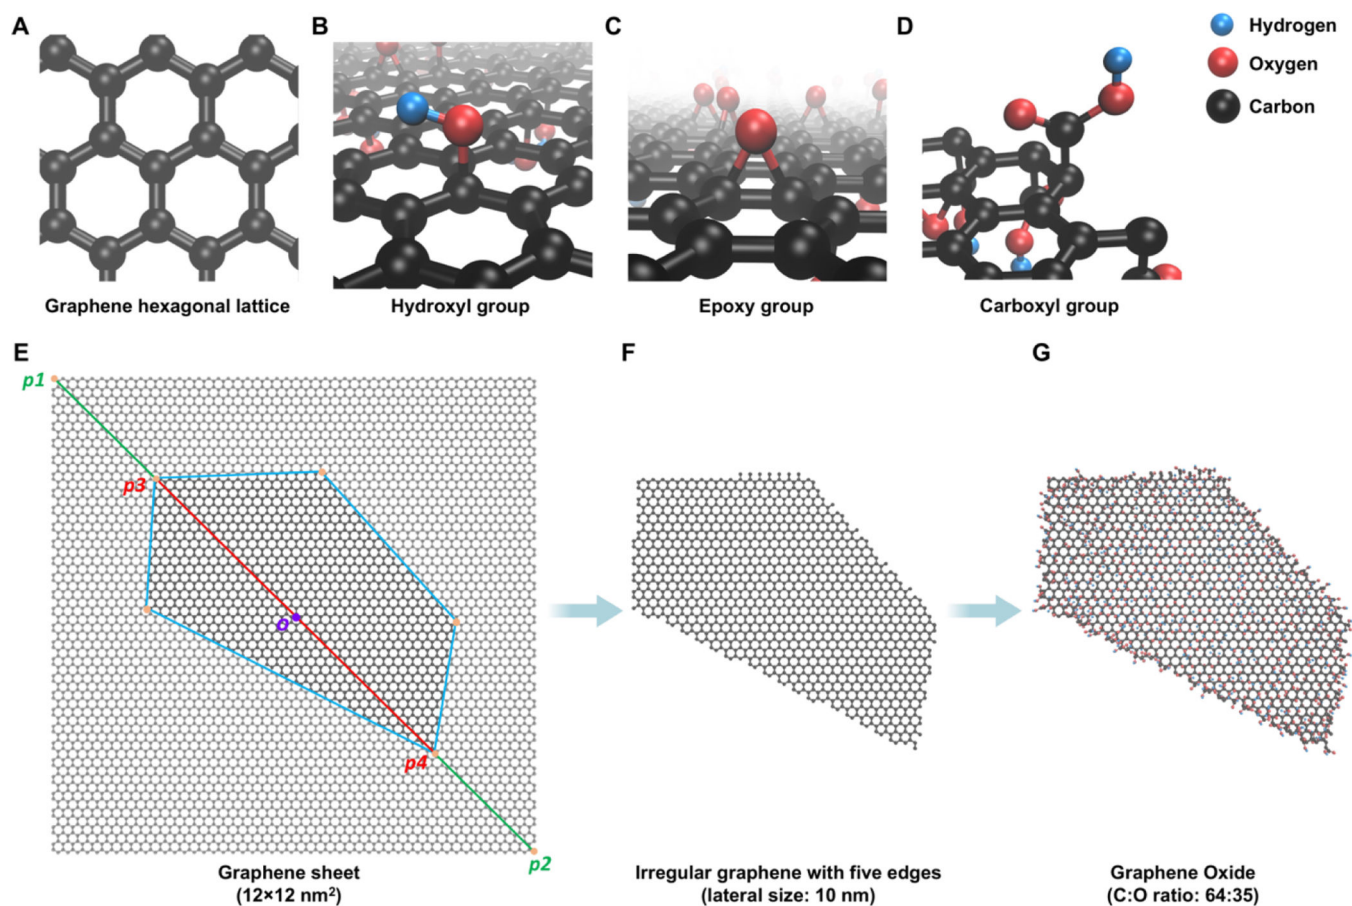 A
B
C
D
Hydrogen
Oxygen
Carbon
Graphene hexagonal lattice
Hydroxyl group
Epoxy group
Carboxyl group
E
F
G
p1
p3
O
p4
p2
Graphene sheet
(12×12 nm²)
Irregular graphene with five edges
(lateral size: 10 nm)
Graphene Oxide
(C:O ratio: 64:35)